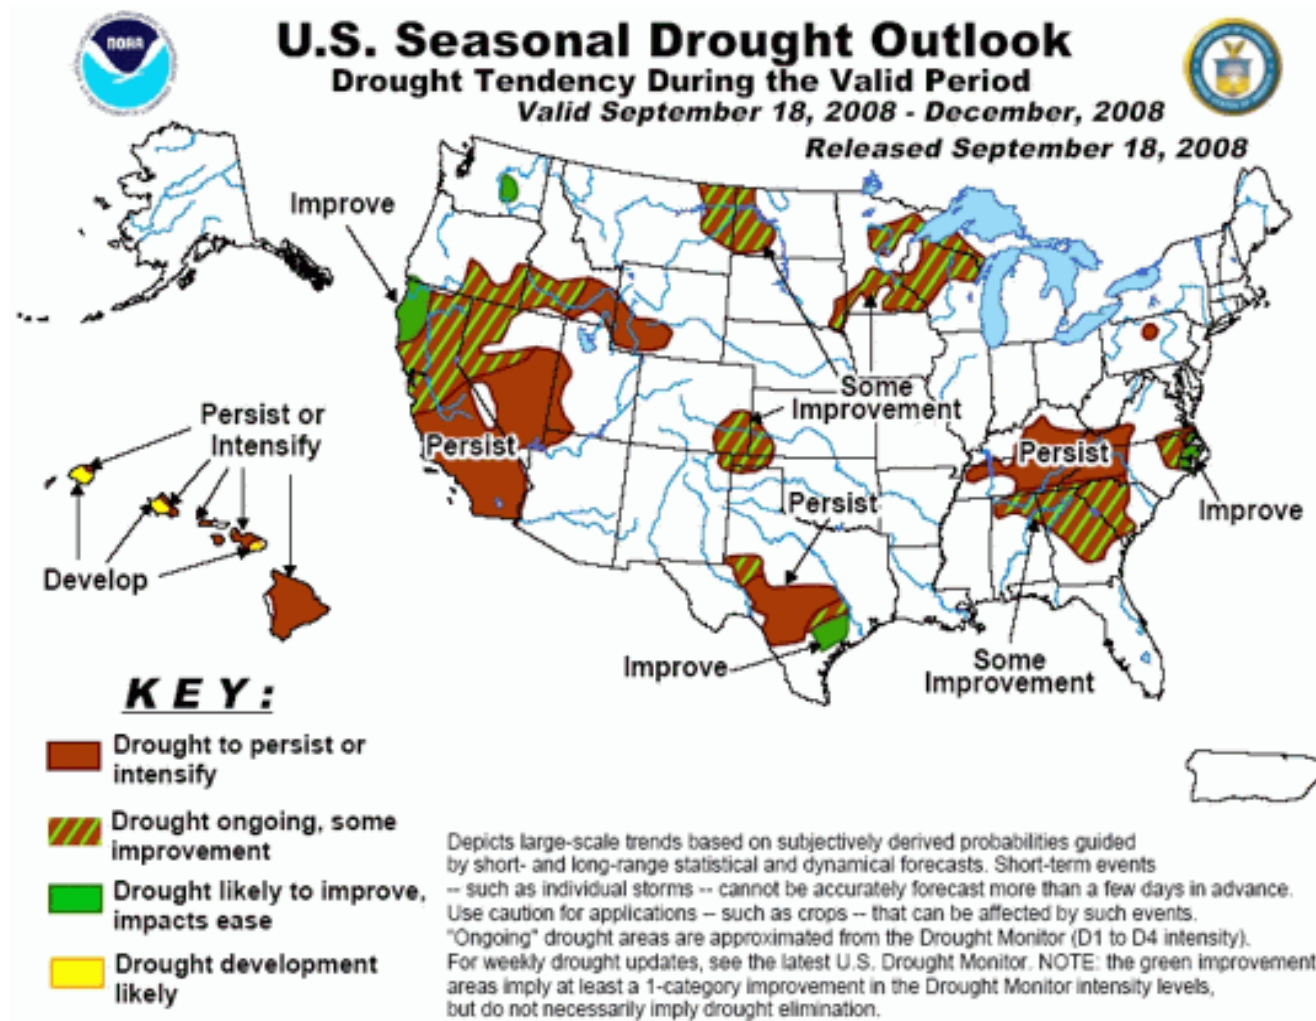 NOAA
U.S. Seasonal Drought Outlook
Drought Tendency During the Valid Period
Valid September 18, 2008 - December, 2008
Released September 18, 2008
Improve
Some
Improvement
Persist or
Intensify
Persist
Persist
Persist
Improve
Develop
Improve
Some
Improvement
KEY:
Drought to persist or
intensify
Drought ongoing, some
improvement
Drought likely to improve,
impacts ease
Drought development
likely
Depicts large-scale trends based on subjectively derived probabilities guided
by short- and long-range statistical and dynamical forecasts. Short-term events
-- such as individual storms -- cannot be accurately forecast more than a few days in advance.
Use caution for applications -- such as crops -- that can be affected by such events.
"Ongoing" drought areas are approximated from the Drought Monitor (D1 to D4 intensity).
For weekly drought updates, see the latest U.S. Drought Monitor. NOTE: the green improvement
areas imply at least a 1-category improvement in the Drought Monitor intensity levels,
but do not necessarily imply drought elimination.